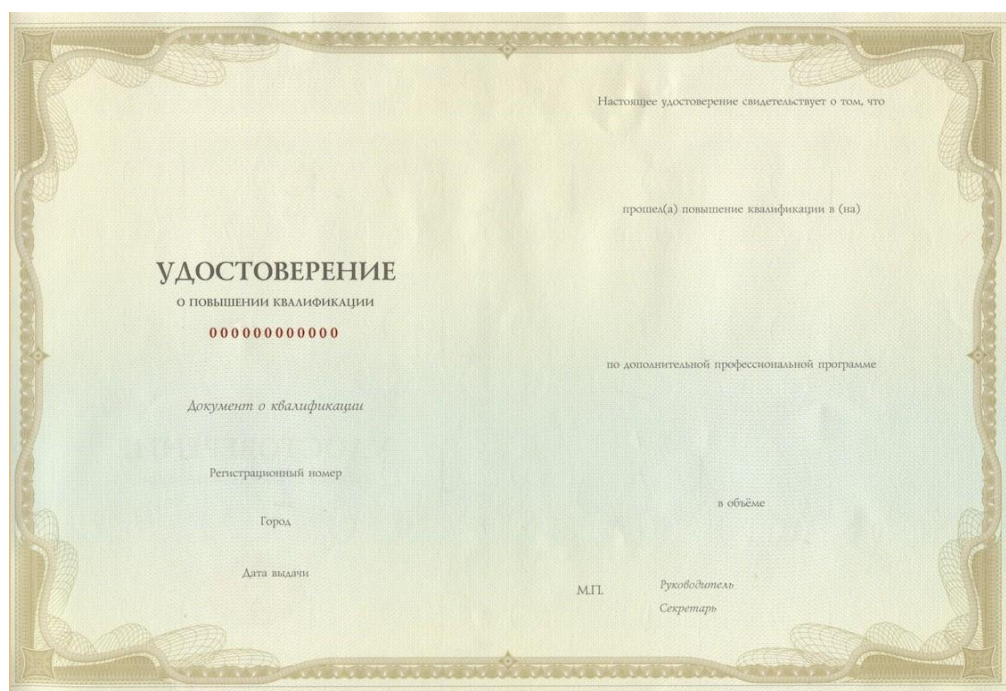 УДОСТОВЕРЕНИЕ
О ПОВЫШЕНИИ КВАЛИФИКАЦИИ
000000000000
Документ о квалификации
Регистрационный номер
Город
Дата выдачи
Настоящее удостоверение свидетельствует о том, что
прошел(а) повышение квалификации в (на)
по дополнительной профессиональной программе
в объёме
М.П.
Руководитель
Секретарь